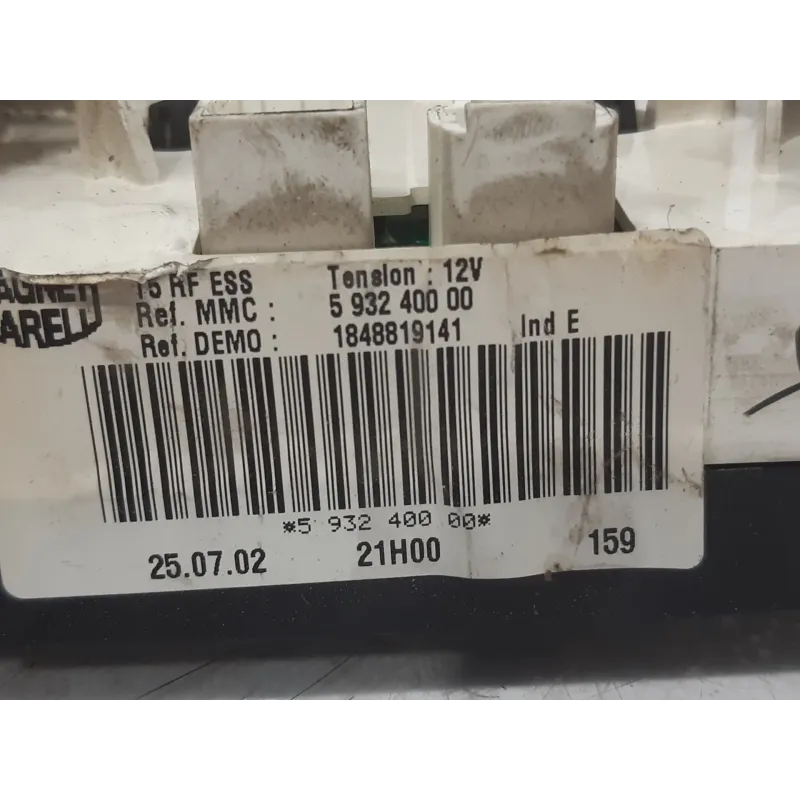 T5 RF ESS Tension : 12V
Ref. MMC : 5 932 400 00
Ref. DEMO : 1848819141 Ind E
*5 932 400 00*
25.07.02 21H00 159